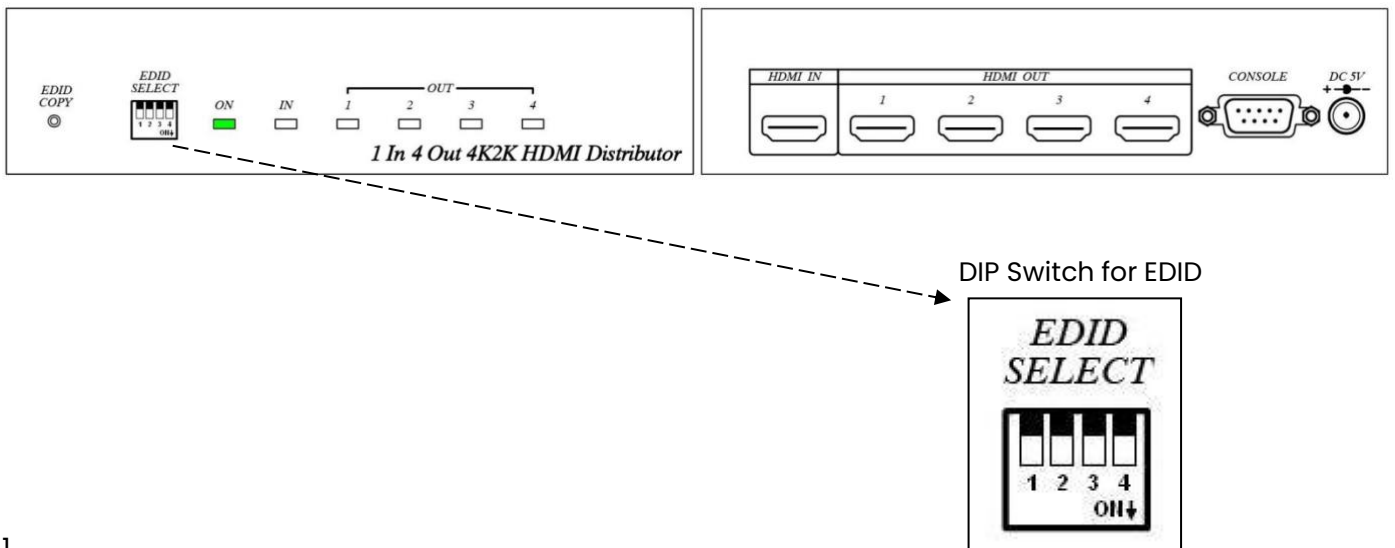 EDID
COPY
EDID
SELECT
1 2 3 4
ON↓
ON
IN
OUT
1 2 3 4
1 In 4 Out 4K2K HDMI Distributor
HDMI IN
HDMI OUT
1 2 3 4
CONSOLE
DC 5V
+ -
DIP Switch for EDID
EDID
SELECT
1 2 3 4
ON↓
1